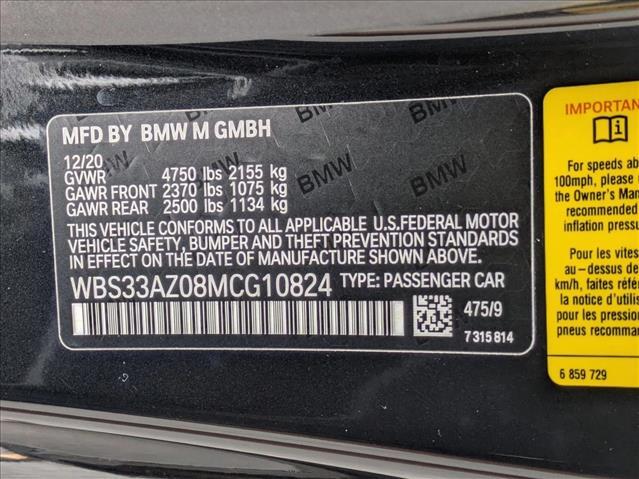 MFD BY BMW M GMBH
12/20
GVWR 4750 lbs 2155 kg
GAWR FRONT 2370 lbs 1075 kg
GAWR REAR 2500 lbs 1134 kg
THIS VEHICLE CONFORMS TO ALL APPLICABLE U.S.FEDERAL MOTOR
VEHICLE SAFETY, BUMPER AND THEFT PREVENTION STANDARDS
IN EFFECT ON THE DATE OF MANUFACTURE SHOWN ABOVE.
WBS33AZ08MCG10824 TYPE: PASSENGER CAR
475/9
7 315 814
BMW
BMW
BMW
BMW
IMPORTAN
For speeds abo
100mph, please
the Owner's Man
recommended
inflation pressu
Pour les vites
au-dessus de
km/h, faites référ
la notice d'utili
pour les pressio
pneus recomman
6 859 729